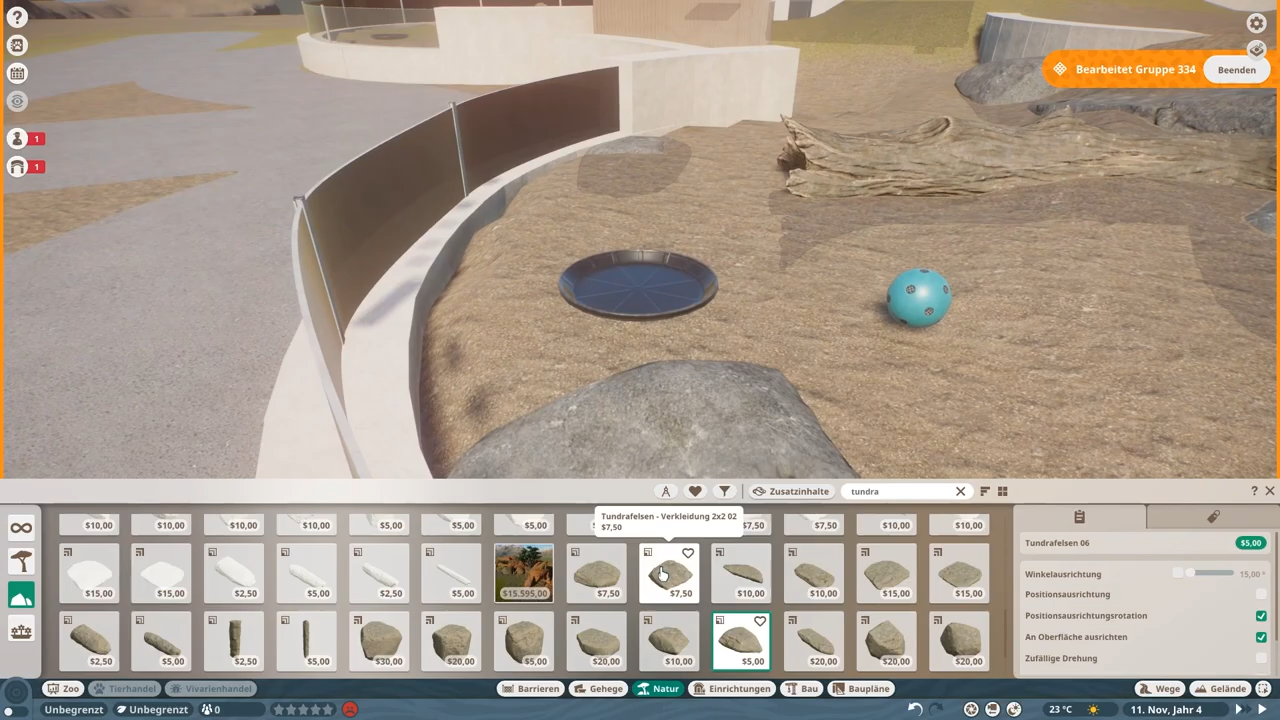 ?
Bearbeitet Gruppe 334
Beenden
1
1
Zusatzinhalte
tundra
?
$10,00
$10,00
$10,00
$10,00
$5,00
$5,00
$7,50
$7,50
$10,00
$10,00
Tundrafelsen - Verkleidung 2x2 02
$7,50
$15,00
$15,00
$2,50
$5,00
$2,50
$5,00
$15.595,00
$7,50
$7,50
$10,00
$10,00
$15,00
$15,00
$2,50
$5,00
$2,50
$5,00
$30,00
$20,00
$5,00
$20,00
$10,00
$5,00
$20,00
$20,00
$20,00
Tundrafelsen 06
$5,00
Winkelausrichtung
15,00 °
Positionsausrichtung
Positionsausrichtungsrotation
An Oberfläche ausrichten
Zufällige Drehung
Zoo
Tierhandel
Vivarienhandel
Barrieren
Gehege
Natur
Einrichtungen
Bau
Baupläne
Wege
Gelände
Unbegrenzt
Unbegrenzt
0
23 °C
11. Nov, Jahr 4